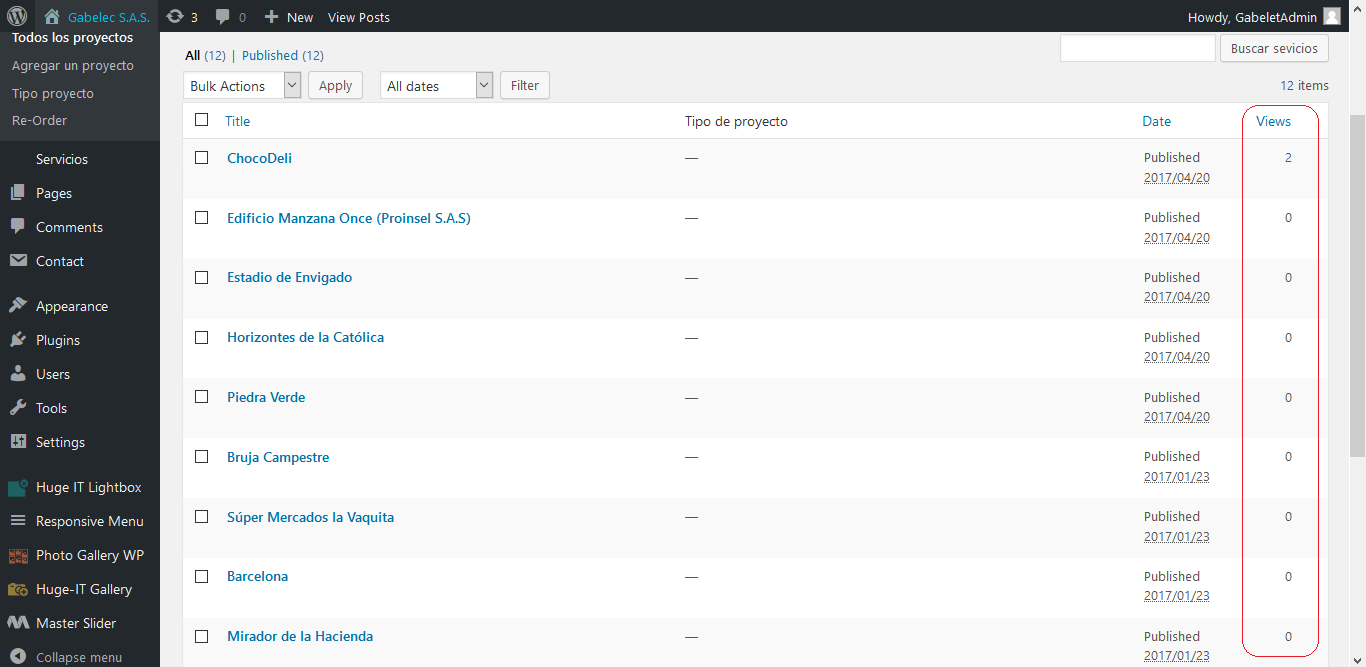 Gabelec S.A.S. 3 0 New View Posts Howdy, GabeletAdmin
Todos los proyectos
Agregar un proyecto
Tipo proyecto
Re-Order
Servicios
Pages
Comments
Contact
Appearance
Plugins
Users
Tools
Settings
Huge IT Lightbox
Responsive Menu
Photo Gallery WP
Huge-IT Gallery
Master Slider
Collapse menu
All (12) | Published (12)
Buscar sevicios
Bulk Actions Apply All dates Filter 12 items
Title Tipo de proyecto Date Views
ChocoDeli — Published 2
2017/04/20
Edificio Manzana Once (Proinsel S.A.S) — Published 0
2017/04/20
Estadio de Envigado — Published 0
2017/04/20
Horizontes de la Católica — Published 0
2017/04/20
Piedra Verde — Published 0
2017/04/20
Bruja Campestre — Published 0
2017/01/23
Súper Mercados la Vaquita — Published 0
2017/01/23
Barcelona — Published 0
2017/01/23
Mirador de la Hacienda — Published 0
2017/01/23